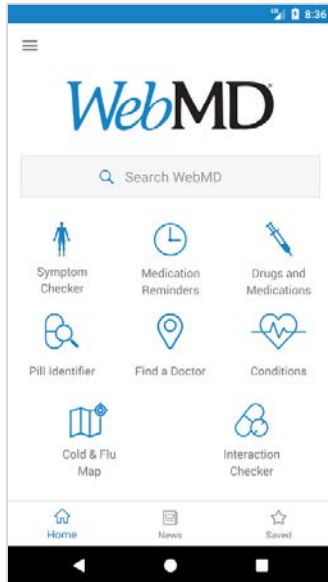 8:36
WebMD
Search WebMD
Symptom
Checker
Medication
Reminders
Drugs and
Medications
Pill Identifier
Find a Doctor
Conditions
Cold & Flu
Map
Interaction
Checker
Home
News
Saved